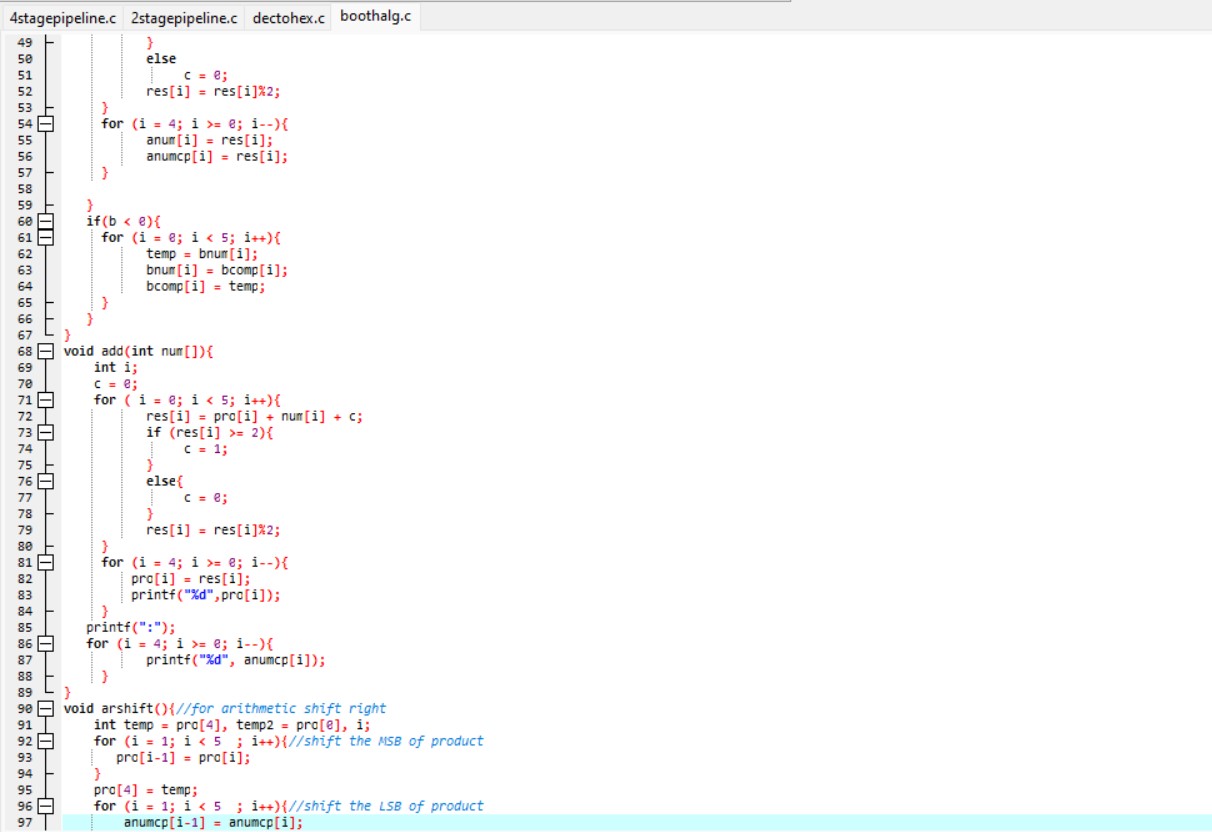 4stagepipeline.c 2stagepipeline.c dectohex.c boothalg.c
49 }
50 else
51 c = 0;
52 res[i] = res[i]%2;
53 }
54 for (i = 4; i >= 0; i--){
55 anum[i] = res[i];
56 anumcp[i] = res[i];
57 }
58
59 }
60 if(b < 0){
61 for (i = 0; i < 5; i++){
62 temp = bnum[i];
63 bnum[i] = bcomp[i];
64 bcomp[i] = temp;
65 }
66 }
67 }
68 void add(int num[]){
69 int i;
70 c = 0;
71 for ( i = 0; i < 5; i++){
72 res[i] = pro[i] + num[i] + c;
73 if (res[i] >= 2){
74 c = 1;
75 }
76 else{
77 c = 0;
78 }
79 res[i] = res[i]%2;
80 }
81 for (i = 4; i >= 0; i--){
82 pro[i] = res[i];
83 printf("%d",pro[i]);
84 }
85 printf(":");
86 for (i = 4; i >= 0; i--){
87 printf("%d", anumcp[i]);
88 }
89 }
90 void arshift(){//for arithmetic shift right
91 int temp = pro[4], temp2 = pro[0], i;
92 for (i = 1; i < 5  ; i++){//shift the MSB of product
93 pro[i-1] = pro[i];
94 }
95 pro[4] = temp;
96 for (i = 1; i < 5  ; i++){//shift the LSB of product
97 anumcp[i-1] = anumcp[i];